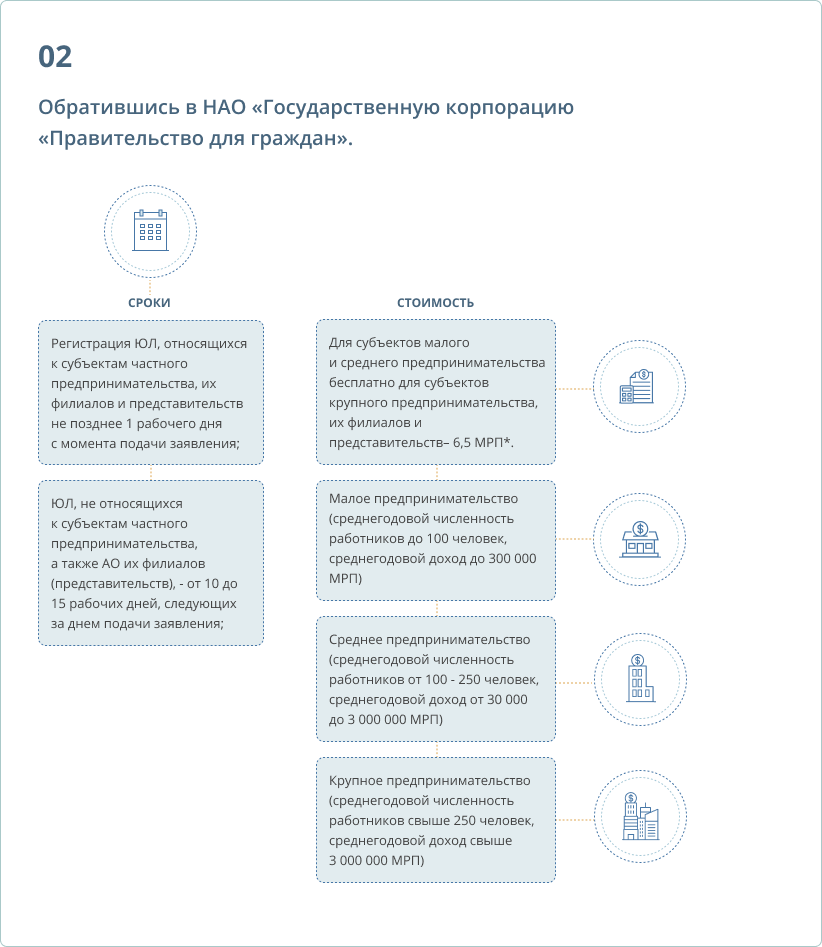 02
Обратившись в НАО «Государственную корпорацию
«Правительство для граждан».
СРОКИ
Регистрация ЮЛ, относящихся
к субъектам частного
предпринимательства, их
филиалов и представительств
не позднее 1 рабочего дня
с момента подачи заявления;
ЮЛ, не относящихся
к субъектам частного
предпринимательства,
а также АО их филиалов
(представительств), - от 10 до
15 рабочих дней, следующих
за днем подачи заявления;
СТОИМОСТЬ
Для субъектов малого
и среднего предпринимательства
бесплатно для субъектов
крупного предпринимательства,
их филиалов и
представительств– 6,5 МРП*.
Малое предпринимательство
(среднегодовой численность
работников до 100 человек,
среднегодовой доход до 300 000
МРП)
Среднее предпринимательство
(среднегодовой численность
работников от 100 - 250 человек,
среднегодовой доход от 30 000
до 3 000 000 МРП)
Крупное предпринимательство
(среднегодовой численность
работников свыше 250 человек,
среднегодовой доход свыше
3 000 000 МРП)